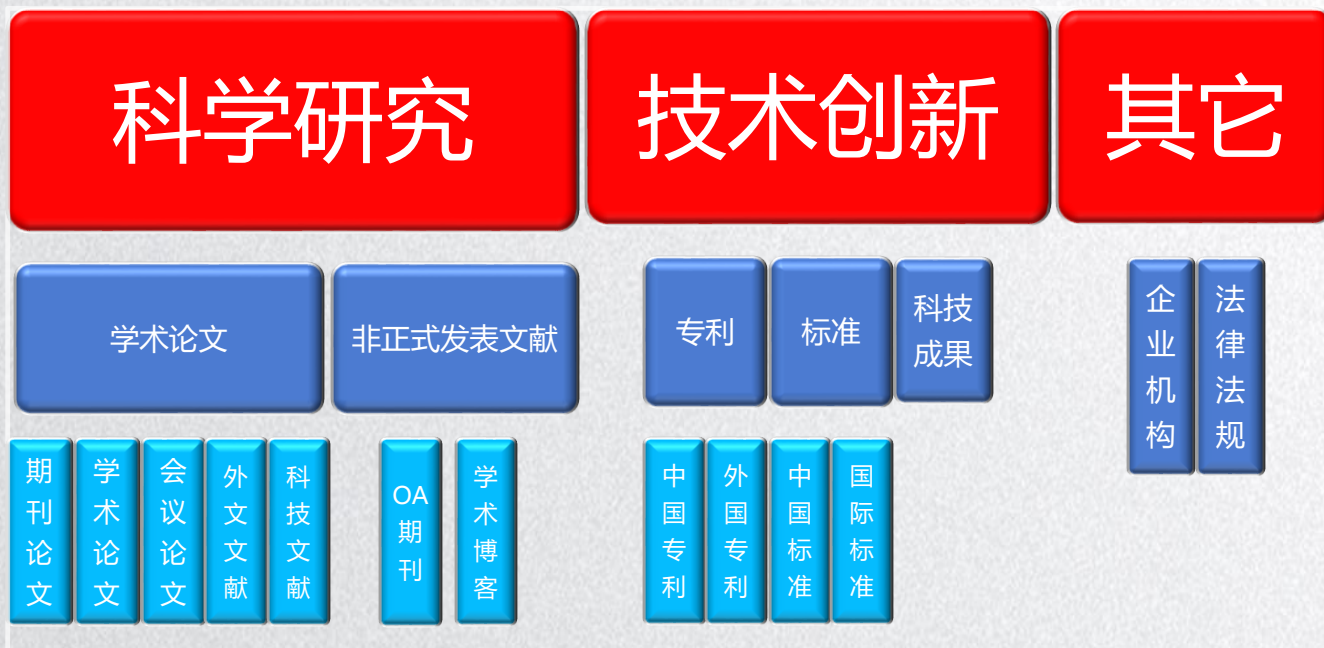 科学研究
技术创新
其它
学术论文
非正式发表文献
专利
标准
科技
成果
企业机构
法律法规
期刊论文
学术论文
会议论文
外文文献
科技文献
OA
期
刊
学术博客
中国专利
外国专利
中国标准
国际标准